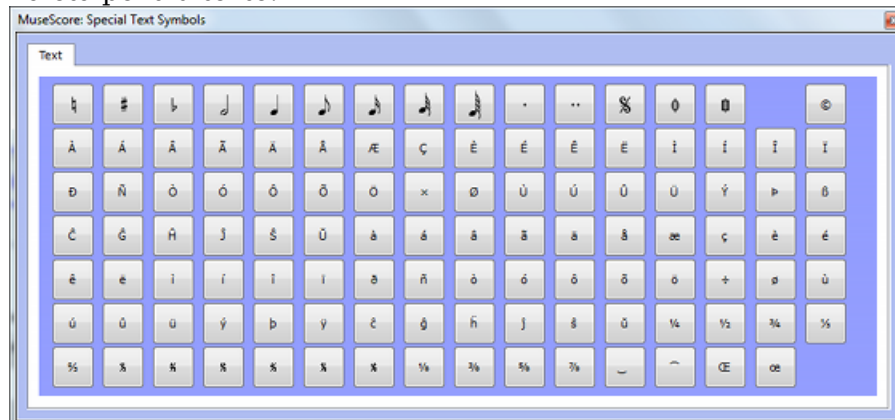 MuseScore: Special Text Symbols
Text
♮ ♯ ♭ 𝅗𝅥 ♩ ♪ 𝅘𝅥𝅯 𝅘𝅥𝅰 𝅘𝅥𝅱 · ·· 𝄋 ©
À Á Â Ã Ä Å Æ Ç È É Ê Ë Ì Í Î Ï
Ð Ñ Ò Ó Ô Õ Ö × Ø Ù Ú Û Ü Ý Þ ß
Ĉ Ĝ Ĥ Ĵ Ŝ Ŭ à á â ã ä å æ ç è é
ê ë ì í î ï ð ñ ò ó ô õ ö ÷ ø ù
ú û ü ý þ ÿ ĉ ĝ ĥ ĵ ŝ ŭ ¼ ½ ¾ ⅓
⅔ ⅛ ⅜ ⅝ ⅞ ‿ ⁀ Œ œ